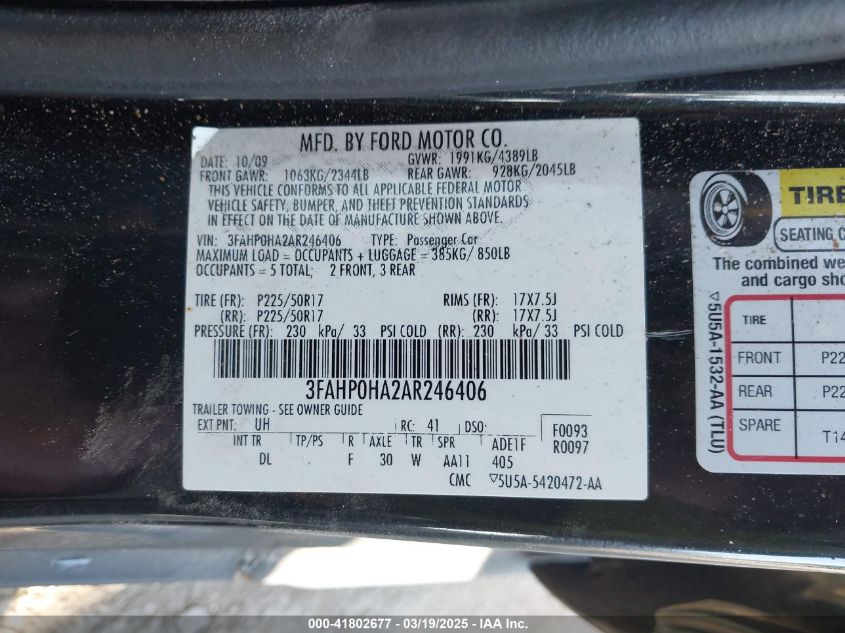 MFD. BY FORD MOTOR CO.
DATE: 10/09 GVWR: 1991KG/4389LB
FRONT GAWR: 1063KG/2344LB REAR GAWR: 928KG/2045LB
THIS VEHICLE CONFORMS TO ALL APPLICABLE FEDERAL MOTOR
VEHICLE SAFETY, BUMPER, AND THEFT PREVENTION STANDARDS
IN EFFECT ON THE DATE OF MANUFACTURE SHOWN ABOVE.
VIN: 3FAHP0HA2AR246406 TYPE: Passenger Car
MAXIMUM LOAD = OCCUPANTS + LUGGAGE = 385KG/ 850LB
OCCUPANTS = 5 TOTAL; 2 FRONT, 3 REAR
TIRE (FR): P225/50R17 RIMS (FR): 17X7.5J
(RR): P225/50R17 (RR): 17X7.5J
PRESSURE (FR): 230 kPa/ 33 PSI COLD (RR): 230 kPa/ 33 PSI COLD
3FAHP0HA2AR246406
TRAILER TOWING - SEE OWNER GUIDE
EXT PNT: UH RC: 41 DSO: F0093
R0097
INT TR TP/PS R AXLE TR SPR ADE1F
DL F 30 W AA11 405
CMC ▽5U5A-5420472-AA
TIRE
SEATING
The combined
and cargo
▽5U5A-1532-AA (TLU)
TIRE
FRONT P22
REAR P22
SPARE T14
000-41802677 - 03/19/2025 - IAA Inc.